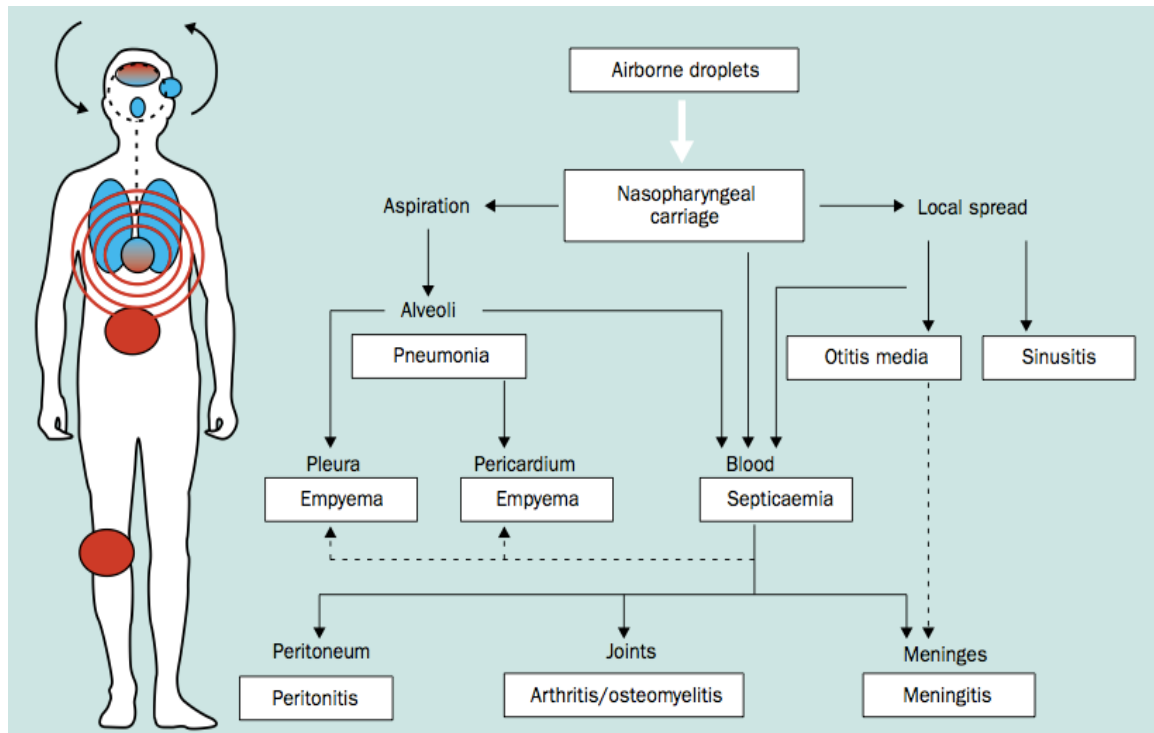 Airborne droplets
Nasopharyngeal
carriage
Aspiration
Local spread
Alveoli
Pneumonia
Otitis media
Sinusitis
Pleura
Pericardium
Blood
Empyema
Empyema
Septicaemia
Peritoneum
Joints
Meninges
Peritonitis
Arthritis/osteomyelitis
Meningitis